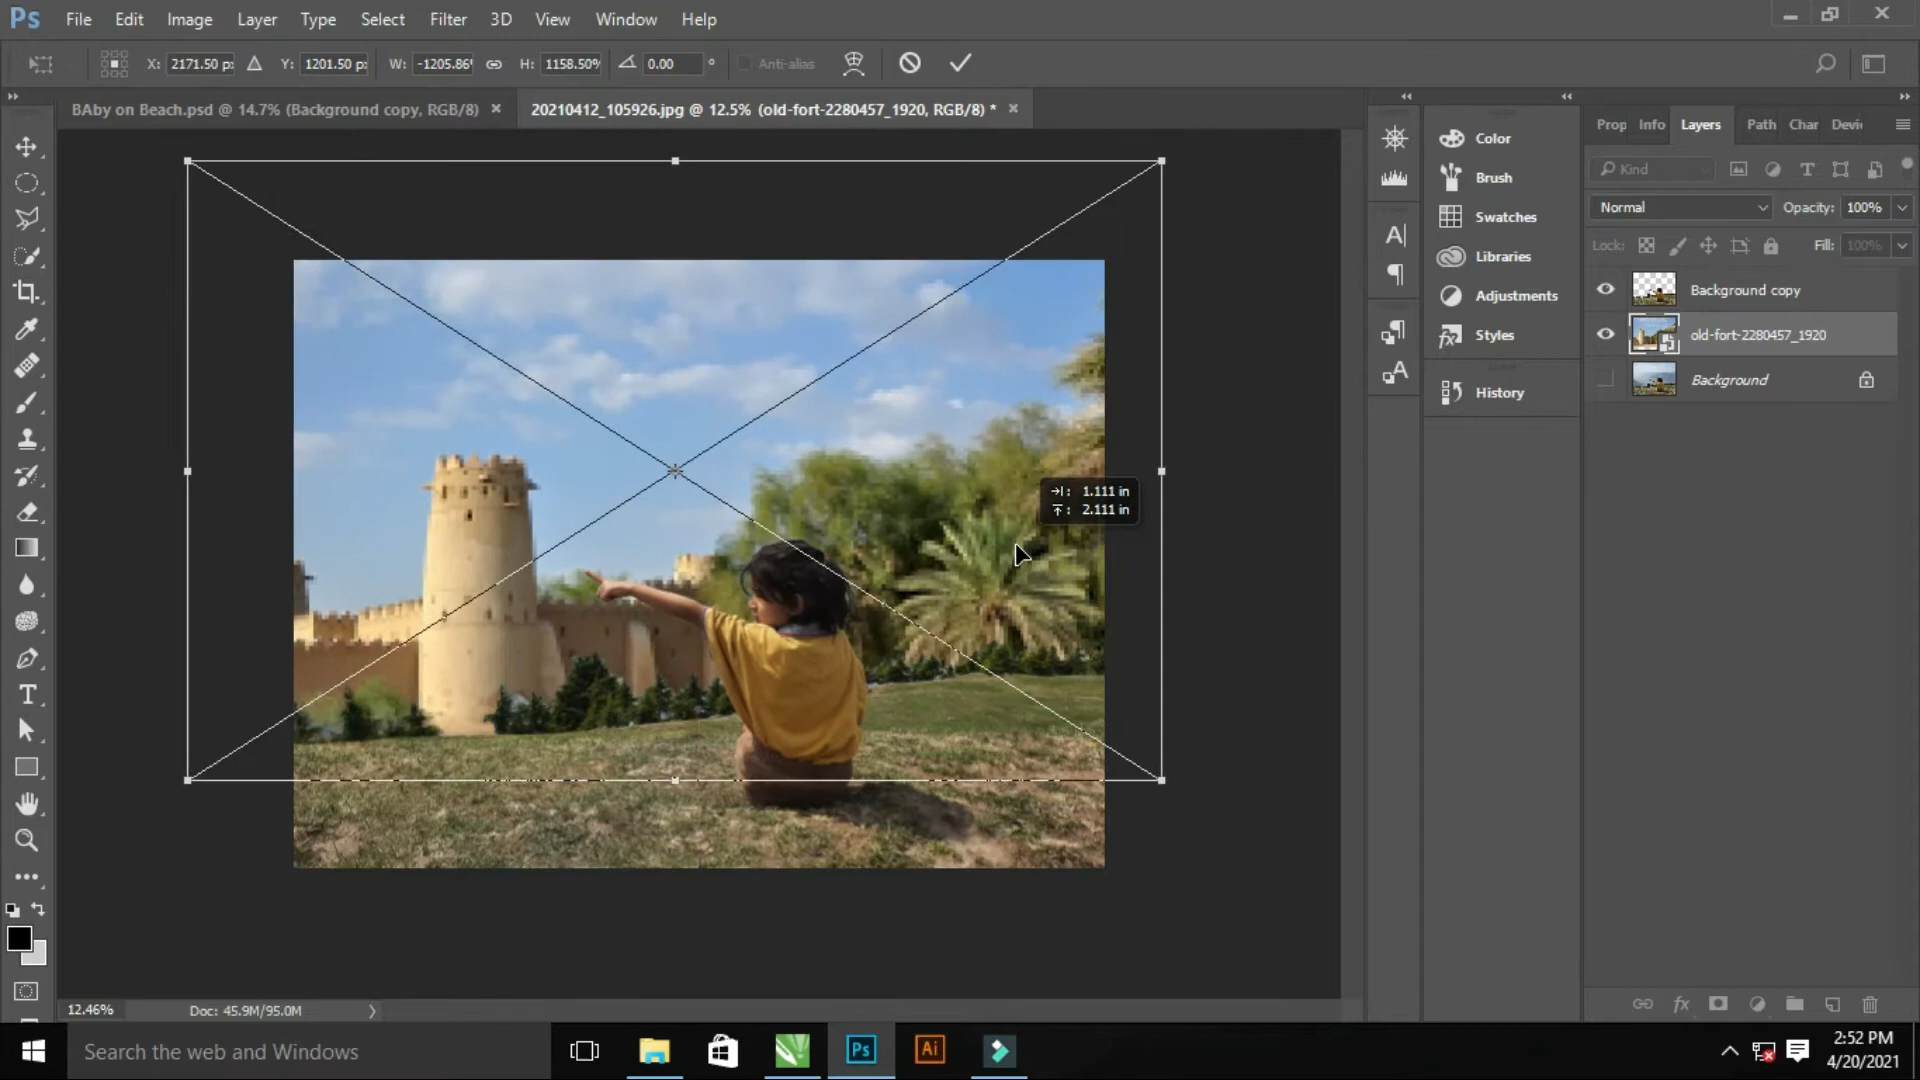 Ps File Edit Image Layer Type Select Filter 3D View Window Help
X: 2171.50 p: Y: 1201.50 p: W: -1205.86 H: 1158.50% 0.00 ° Anti-alias
BAby on Beach.psd @ 14.7% (Background copy, RGB/8) × 20210412_105926.jpg @ 12.5% (old-fort-2280457_1920, RGB/8) * ×
Prop Info Layers Path Char Devi
Color
Brush
Swatches
Libraries
Adjustments
Styles
History
Kind
Normal Opacity: 100%
Lock: Fill: 100%
Background copy
old-fort-2280457_1920
Background
1.111 in
2.111 in
12.46% Doc: 45.9M/95.0M
Search the web and Windows
Ps
Ai
2:52 PM
4/20/2021